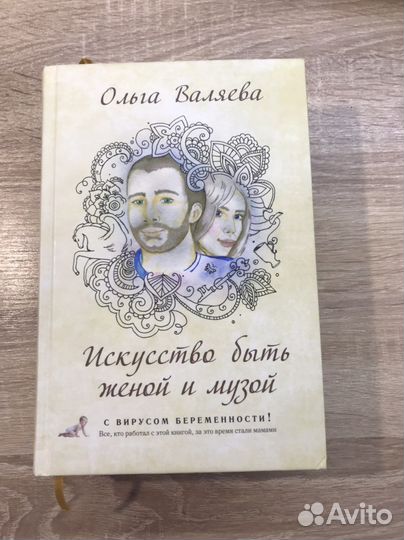 Ольга Валяева
Искусство быть
женой и музой
с вирусом беременности!
Все, кто работал с этой книгой, за это время стали мамами
Avito